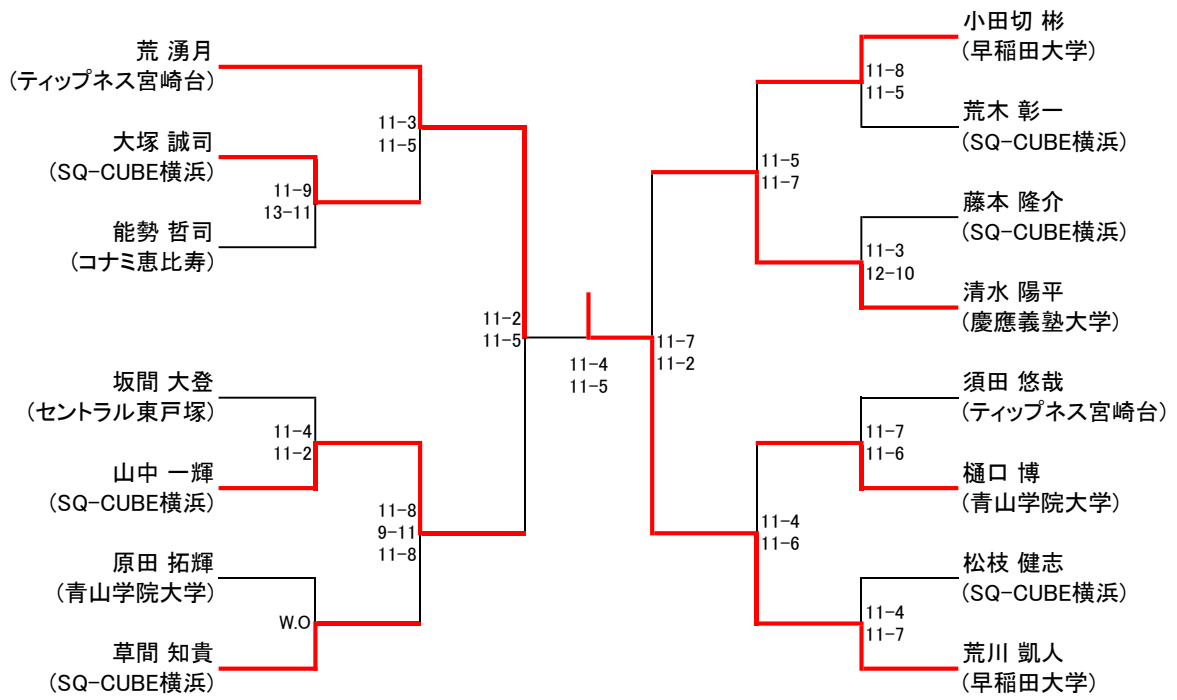 荒 湧月
(ティップネス宮崎台)
大塚 誠司
(SQ-CUBE横浜)
能勢 哲司
(コナミ恵比寿)
11-9
13-11
11-3
11-5
坂間 大登
(セントラル東戸塚)
山中 一輝
(SQ-CUBE横浜)
11-4
11-2
原田 拓輝
(青山学院大学)
草間 知貴
(SQ-CUBE横浜)
W.O
11-8
9-11
11-8
11-2
11-5
11-4
11-5
11-7
11-2
小田切 彬
(早稲田大学)
荒木 彰一
(SQ-CUBE横浜)
11-8
11-5
藤本 隆介
(SQ-CUBE横浜)
清水 陽平
(慶應義塾大学)
11-3
12-10
11-5
11-7
須田 悠哉
(ティップネス宮崎台)
樋口 博
(青山学院大学)
11-7
11-6
松枝 健志
(SQ-CUBE横浜)
荒川 凱人
(早稲田大学)
11-4
11-7
11-4
11-6